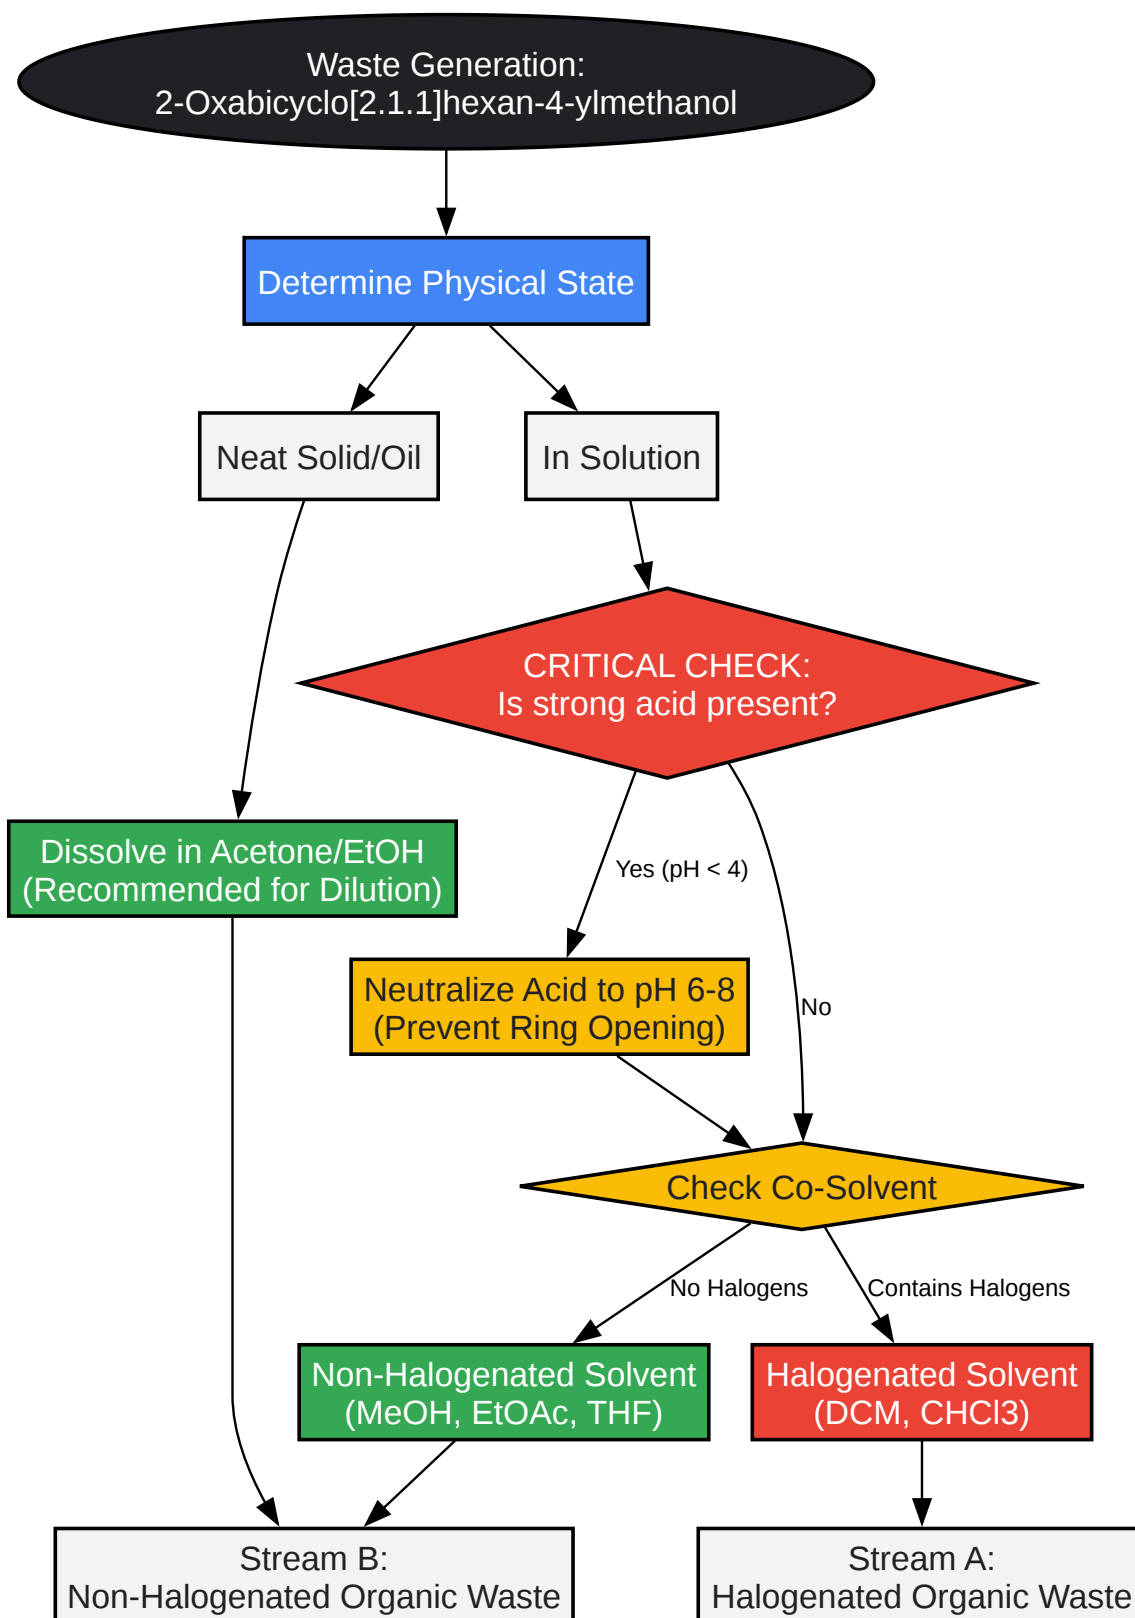 Waste Generation:
2-Oxabicyclo[2.1.1]hexan-4-ylmethanol
Determine Physical State
Neat Solid/Oil
In Solution
CRITICAL CHECK:
Is strong acid present?
Dissolve in Acetone/EtOH
(Recommended for Dilution)
Yes (pH < 4)
Neutralize Acid to pH 6-8
(Prevent Ring Opening)
No
Check Co-Solvent
No Halogens
Contains Halogens
Non-Halogenated Solvent
(MeOH, EtOAc, THF)
Halogenated Solvent
(DCM, CHCl3)
Stream B:
Non-Halogenated Organic Waste
Stream A:
Halogenated Organic Waste